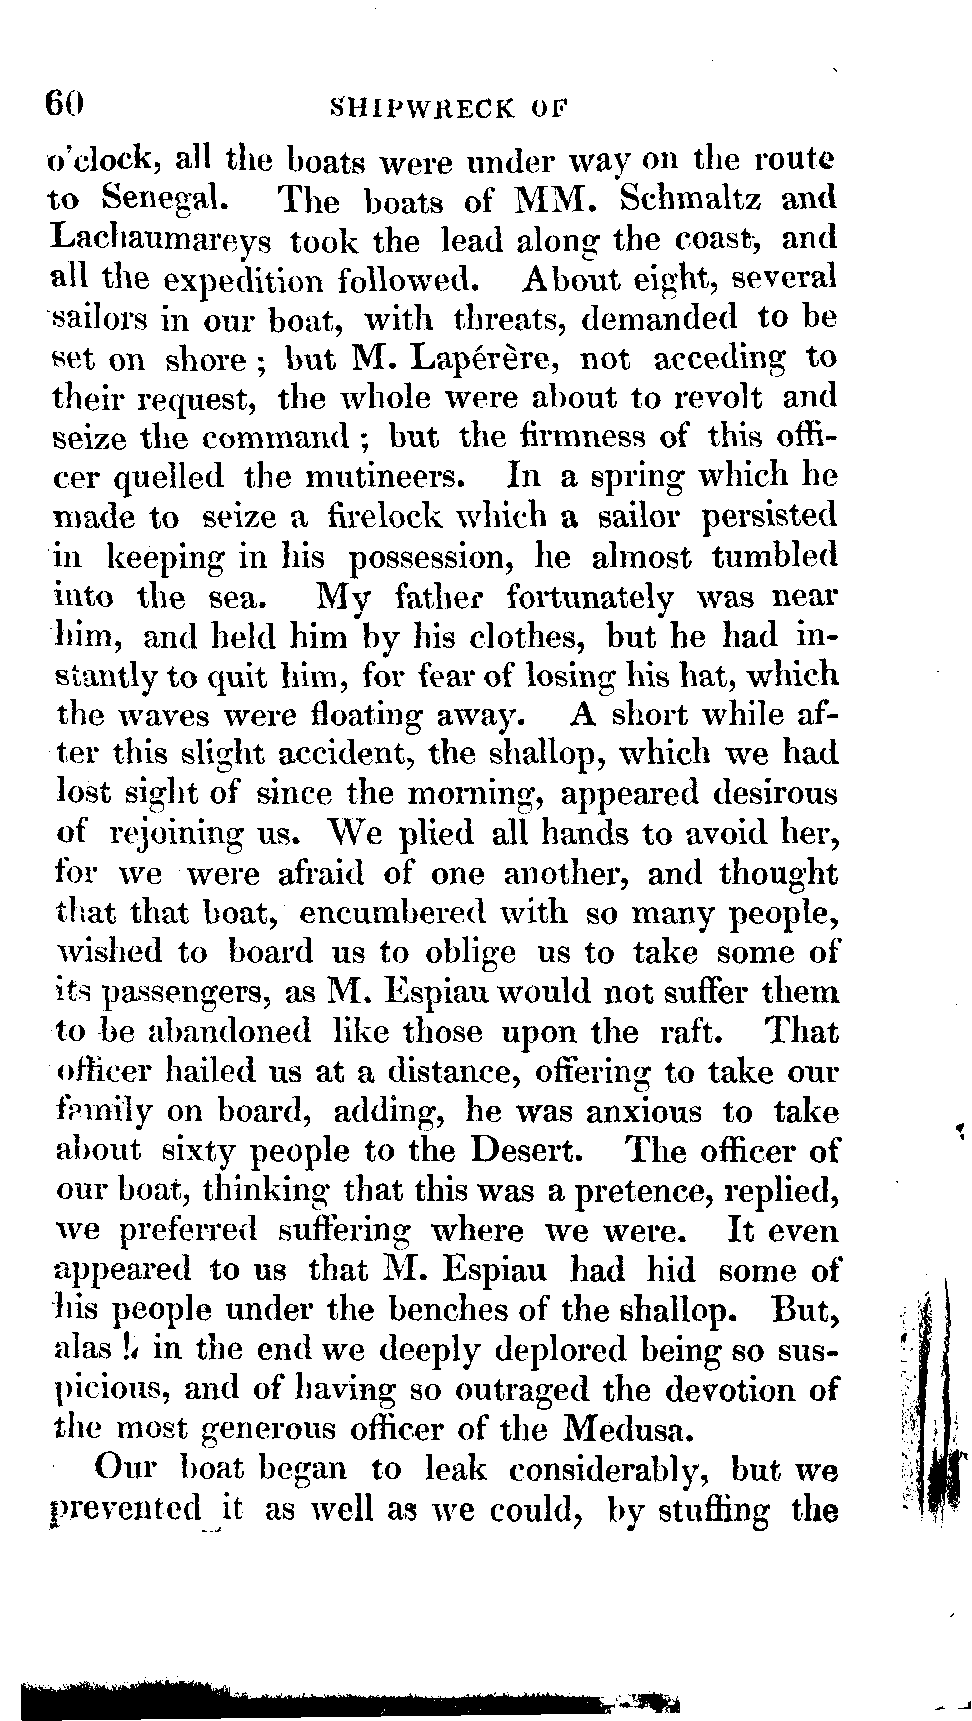 60 SHIPWRECK OF
o'clock, all the boats were under way on the route
to Senegal. The boats of MM. Schmaltz and
Lachaumareys took the lead along the coast, and
all the expedition followed. About eight, several
sailors in our boat, with threats, demanded to be
set on shore ; but M. Lapérère, not acceding to
their request, the whole were about to revolt and
seize the command ; but the firmness of this offi-
cer quelled the mutineers. In a spring which he
made to seize a firelock which a sailor persisted
in keeping in his possession, he almost tumbled
into the sea. My father fortunately was near
him, and held him by his clothes, but he had in-
stantly to quit him, for fear of losing his hat, which
the waves were floating away. A short while af-
ter this slight accident, the shallop, which we had
lost sight of since the morning, appeared desirous
of rejoining us. We plied all hands to avoid her,
for we were afraid of one another, and thought
that that boat, encumbered with so many people,
wished to board us to oblige us to take some of
its passengers, as M. Espiau would not suffer them
to be abandoned like those upon the raft. That
officer hailed us at a distance, offering to take our
family on board, adding, he was anxious to take
about sixty people to the Desert. The officer of
our boat, thinking that this was a pretence, replied,
we preferred suffering where we were. It even
appeared to us that M. Espiau had hid some of
his people under the benches of the shallop. But,
alas ! in the end we deeply deplored being so sus-
picious, and of having so outraged the devotion of
the most generous officer of the Medusa.
Our boat began to leak considerably, but we
prevented it as well as we could, by stuffing the